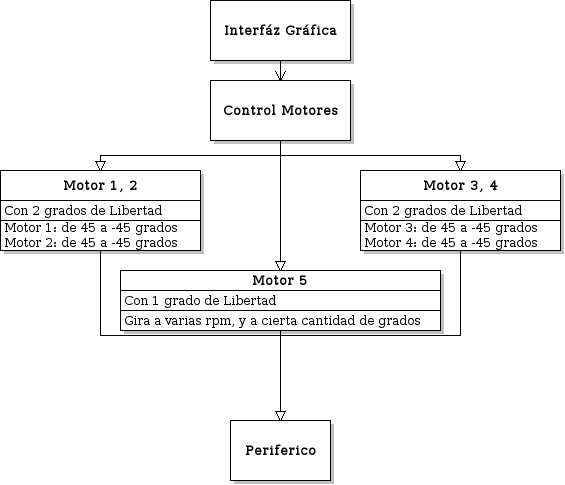 Interfáz Gráfica
Control Motores
Motor 1, 2
Con 2 grados de Libertad
Motor 1: de 45 a -45 grados
Motor 2: de 45 a -45 grados
Motor 3, 4
Con 2 grados de Libertad
Motor 3: de 45 a -45 grados
Motor 4: de 45 a -45 grados
Motor 5
Con 1 grado de Libertad
Gira a varias rpm, y a cierta cantidad de grados
Periferico